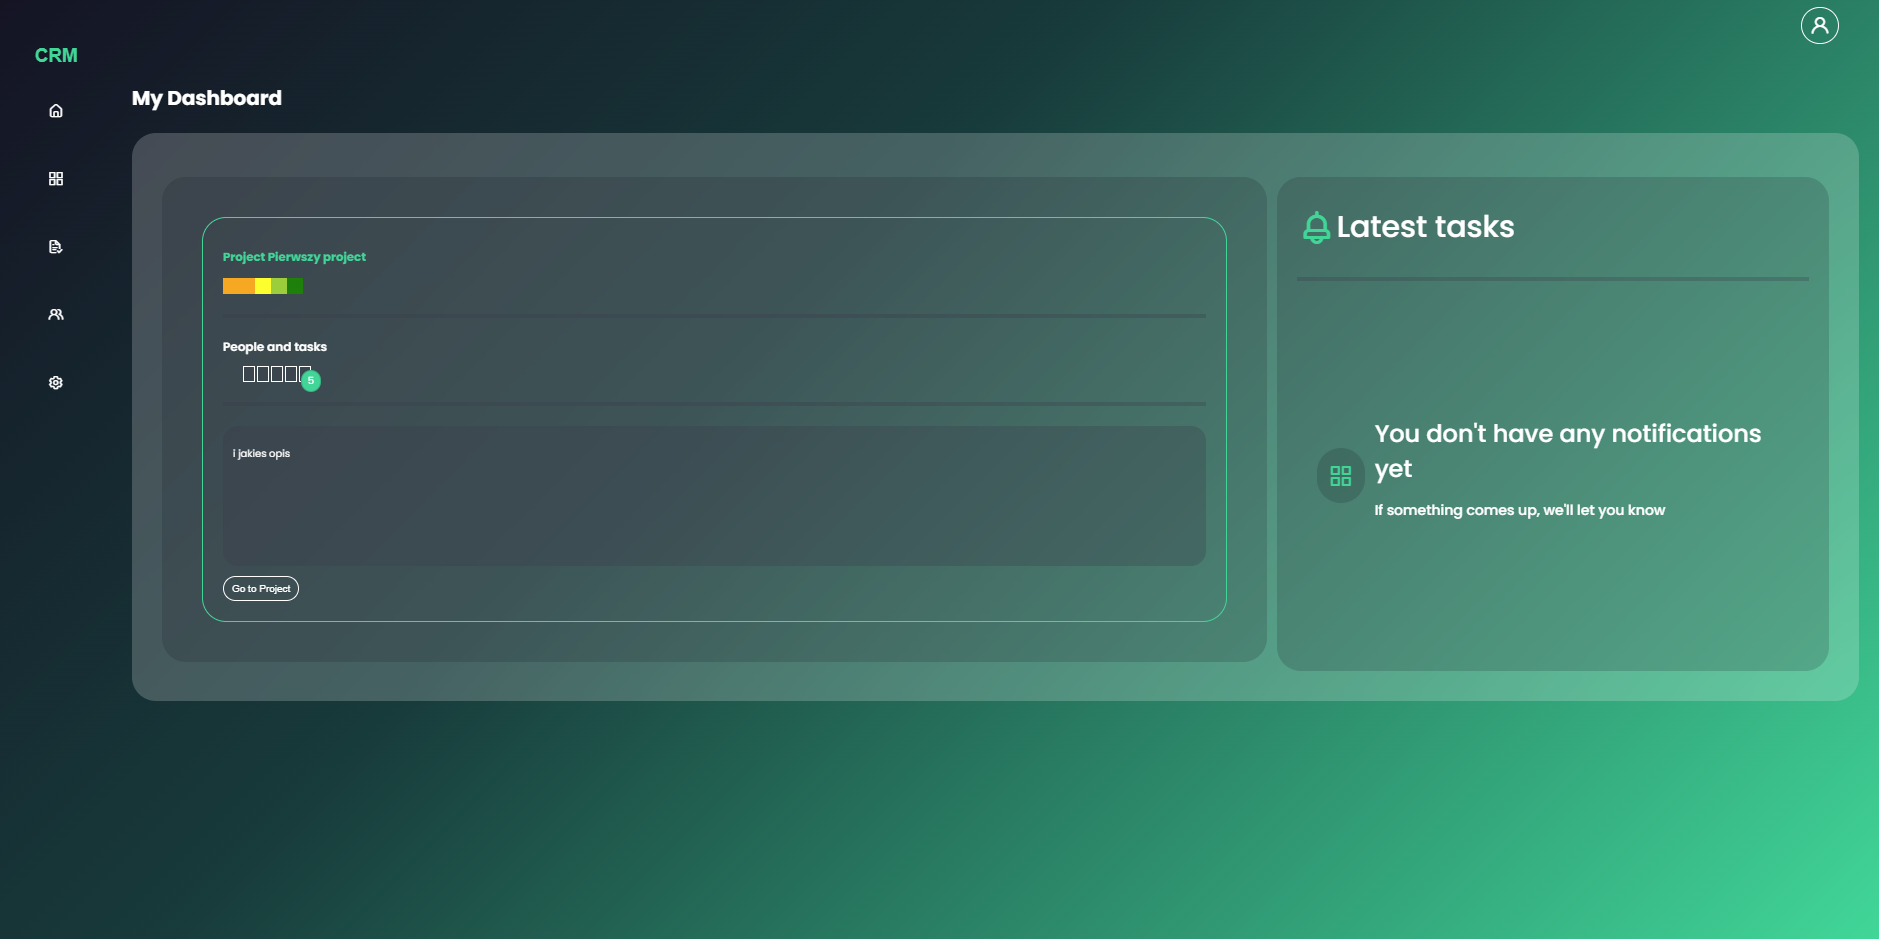 CRM
My Dashboard
Project Pierwszy project
People and tasks
5
i jakies opis
Go to Project
Latest tasks
You don't have any notifications
yet
If something comes up, we'll let you know